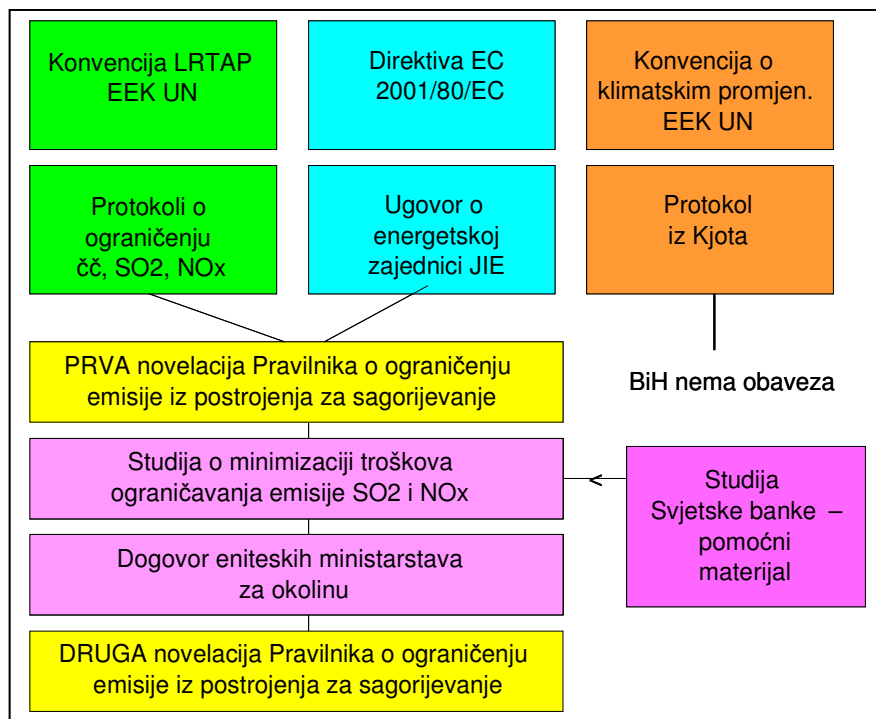 Konvencija LRTAP
EEK UN
Direktiva EC
2001/80/EC
Konvencija o
klimatskim promjen.
EEK UN
Protokoli o
ograničenju
čč, SO2, NOx
Ugovor o
energetskoj
zajednici JIE
Protokol
iz Kjota
PRVA novelacija Pravilnika o ograničenju
emisije iz postrojenja za sagorijevanje
BiH nema obaveza
Studija o minimizaciji troškova
ograničavanja emisije SO2 i NOx
Studija
Svjetske banke –
pomoćni
materijal
Dogovor eniteskih ministarstava
za okolinu
DRUGA novelacija Pravilnika o ograničenju
emisije iz postrojenja za sagorijevanje